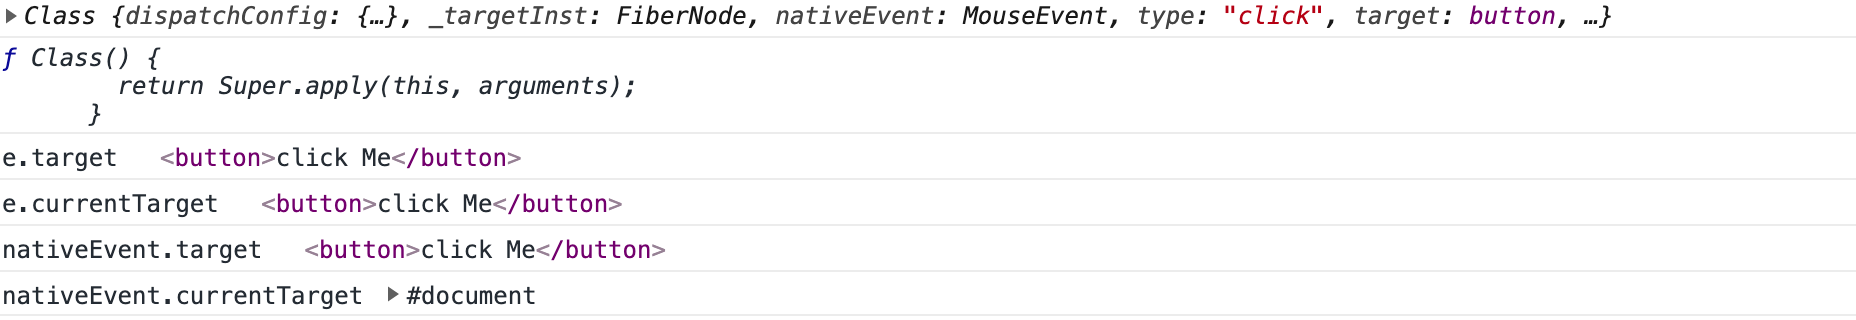 Class {dispatchConfig: {…}, _targetInst: FiberNode, nativeEvent: MouseEvent, type: "click", target: button, …}
ƒ Class() {
return Super.apply(this, arguments);
}
e.target <button>click Me</button>
e.currentTarget <button>click Me</button>
nativeEvent.target <button>click Me</button>
nativeEvent.currentTarget #document